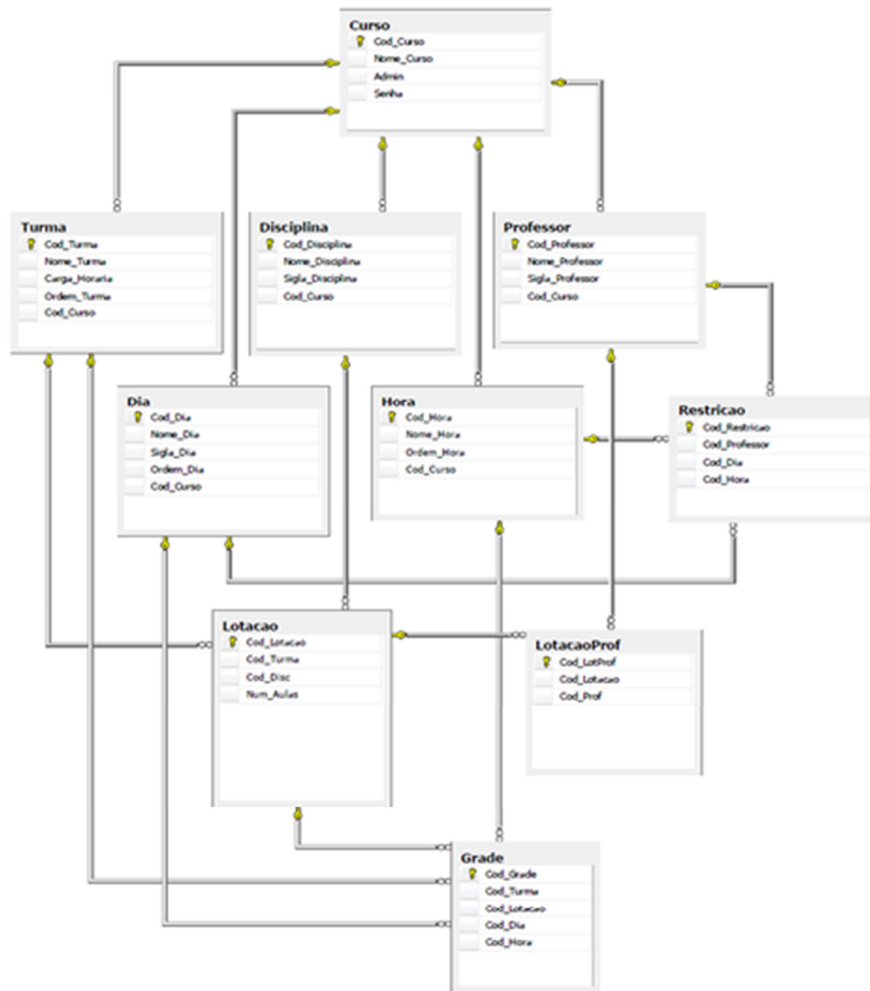 Curso
Cod_Curso
Nome_Curso
Admin
Senha
Turma
Cod_Turma
Nome_Turma
Carga_Horaria
Ordem_Turma
Cod_Curso
Disciplina
Cod_Disciplina
Nome_Disciplina
Sigla_Disciplina
Cod_Curso
Professor
Cod_Professor
Nome_Professor
Sigla_Professor
Cod_Curso
Dia
Cod_Dia
Nome_Dia
Sigla_Dia
Ordem_Dia
Cod_Curso
Hora
Cod_Hora
Nome_Hora
Ordem_Hora
Cod_Curso
Restricao
Cod_Restricao
Cod_Professor
Cod_Dia
Cod_Hora
Lotacao
Cod_Lotacao
Cod_Turma
Cod_Disc
Num_Aulas
LotacaoProf
Cod_LotProf
Cod_Lotacao
Cod_Prof
Grade
Cod_Grade
Cod_Turma
Cod_Lotacao
Cod_Dia
Cod_Hora